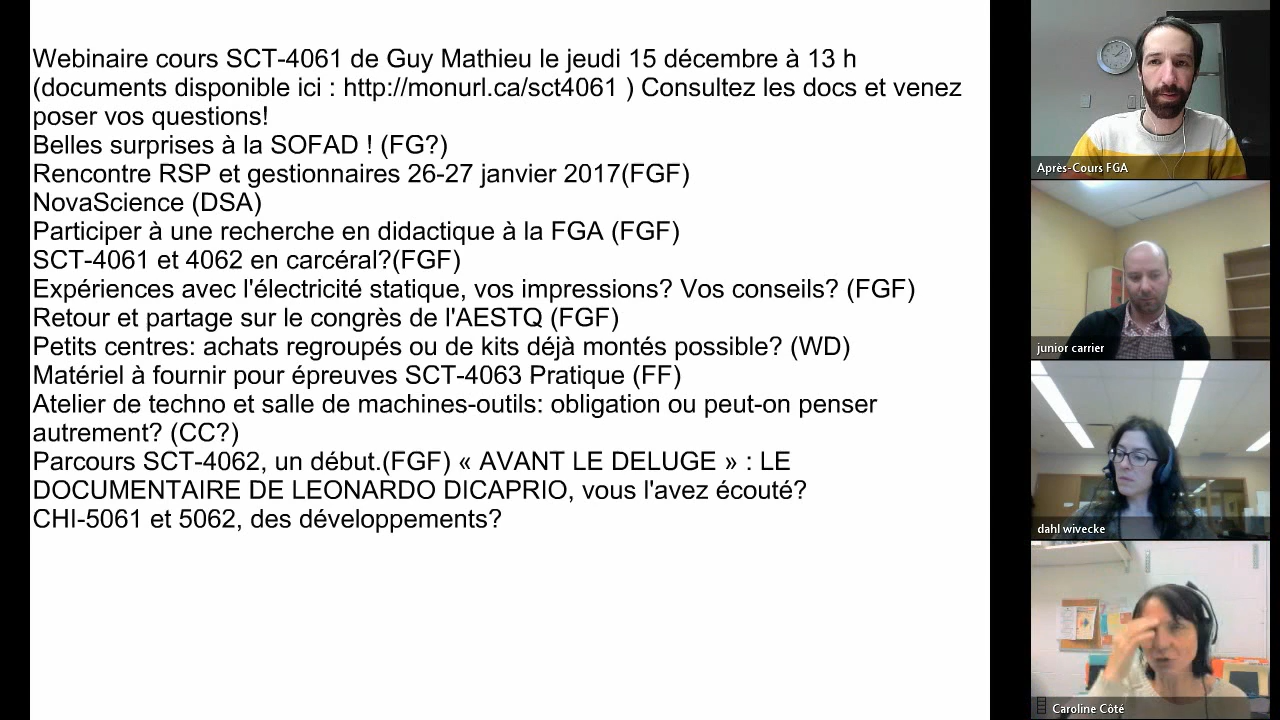 Webinaire cours SCT-4061 de Guy Mathieu le jeudi 15 décembre à 13 h
(documents disponible ici : http://monurl.ca/sct4061 ) Consultez les docs et venez
poser vos questions!
Belles surprises à la SOFAD ! (FG?)
Rencontre RSP et gestionnaires 26-27 janvier 2017(FGF)
NovaScience (DSA)
Participer à une recherche en didactique à la FGA (FGF)
SCT-4061 et 4062 en carcéral?(FGF)
Expériences avec l'électricité statique, vos impressions? Vos conseils? (FGF)
Retour et partage sur le congrès de l'AESTQ (FGF)
Petits centres: achats regroupés ou de kits déjà montés possible? (WD)
Matériel à fournir pour épreuves SCT-4063 Pratique (FF)
Atelier de techno et salle de machines-outils: obligation ou peut-on penser
autrement? (CC?)
Parcours SCT-4062, un début.(FGF) « AVANT LE DELUGE » : LE
DOCUMENTAIRE DE LEONARDO DICAPRIO, vous l'avez écouté?
CHI-5061 et 5062, des développements?
Après-Cours FGA
junior carrier
dahl wivecke
Caroline Côté